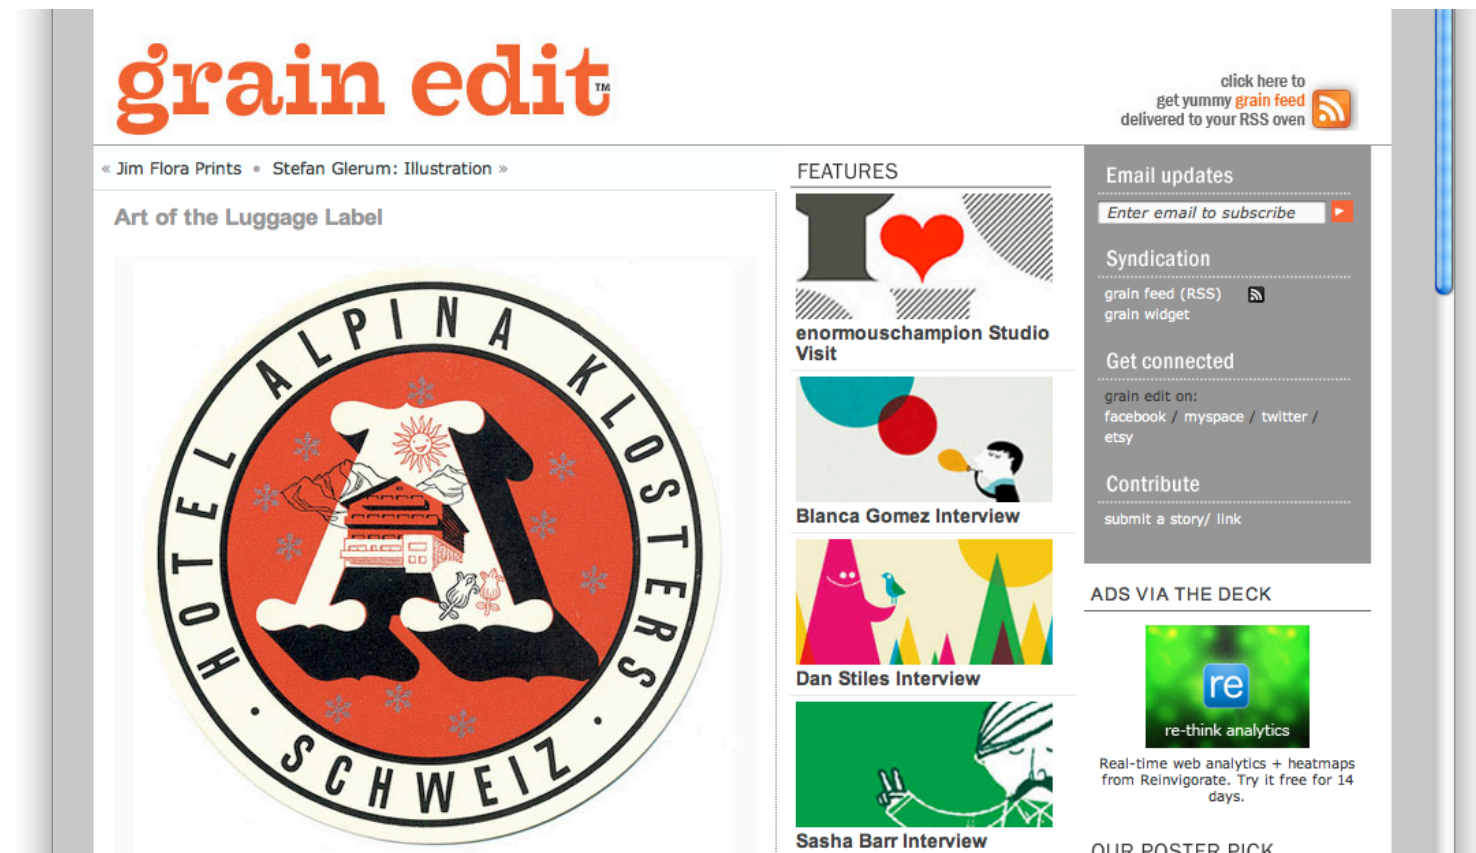 grain edit™
click here to
get yummy grain feed
delivered to your RSS oven
« Jim Flora Prints • Stefan Glerum: Illustration »
Art of the Luggage Label
HOTEL ALPINA KLOSTERS · SCHWEIZ ·
A
FEATURES
I
enormouschampion Studio
Visit
Blanca Gomez Interview
Dan Stiles Interview
Sasha Barr Interview
Email updates
Enter email to subscribe
Syndication
grain feed (RSS)
grain widget
Get connected
grain edit on:
facebook / myspace / twitter /
etsy
Contribute
submit a story/ link
ADS VIA THE DECK
re
re-think analytics
Real-time web analytics + heatmaps
from Reinvigorate. Try it free for 14
days.
OUR POSTER PICK